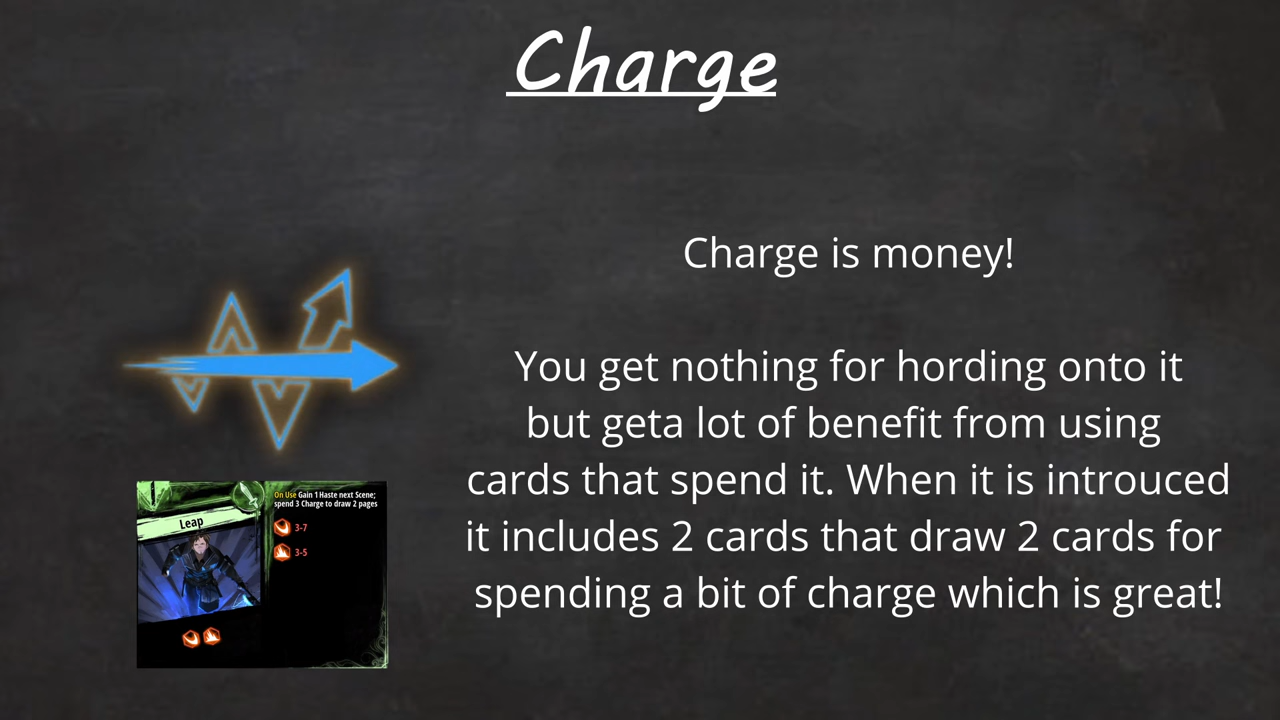 Charge
Charge is money!
You get nothing for hording onto it
but geta lot of benefit from using
cards that spend it. When it is introuced
it includes 2 cards that draw 2 cards for
spending a bit of charge which is great!
Leap
On Use Gain 1 Haste next Scene;
spend 3 Charge to draw 2 pages
3-7
3-5